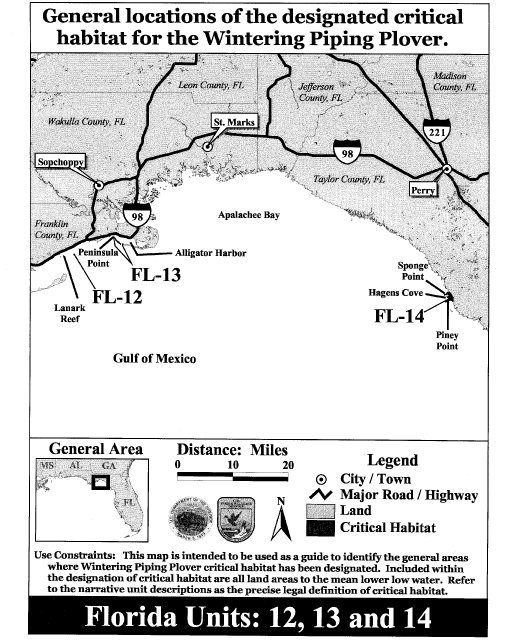 General locations of the designated critical
habitat for the Wintering Piping Plover.
Madison
County, FL
Leon County, FL
Jefferson
County, FL
Wakulla County, FL
St. Marks
221
Sopchoppy
98
Taylor County, FL
Perry
98
Apalachee Bay
Franklin
County, FL
Peninsula
Point
Alligator Harbor
FL-13
FL-12
Sponge
Point
Hagens Cove
FL-14
Lanark
Reef
Piney
Point
Gulf of Mexico
General Area
MS AL GA
FL
Distance: Miles
0 10 20
N
Legend
City / Town
Major Road / Highway
Land
Critical Habitat
Use Constraints: This map is intended to be used as a guide to identify the general areas
where Wintering Piping Plover critical habitat has been designated. Included within
the designation of critical habitat are all land areas to the mean lower low water. Refer
to the narrative unit descriptions as the precise legal definition of critical habitat.
Florida Units: 12, 13 and 14